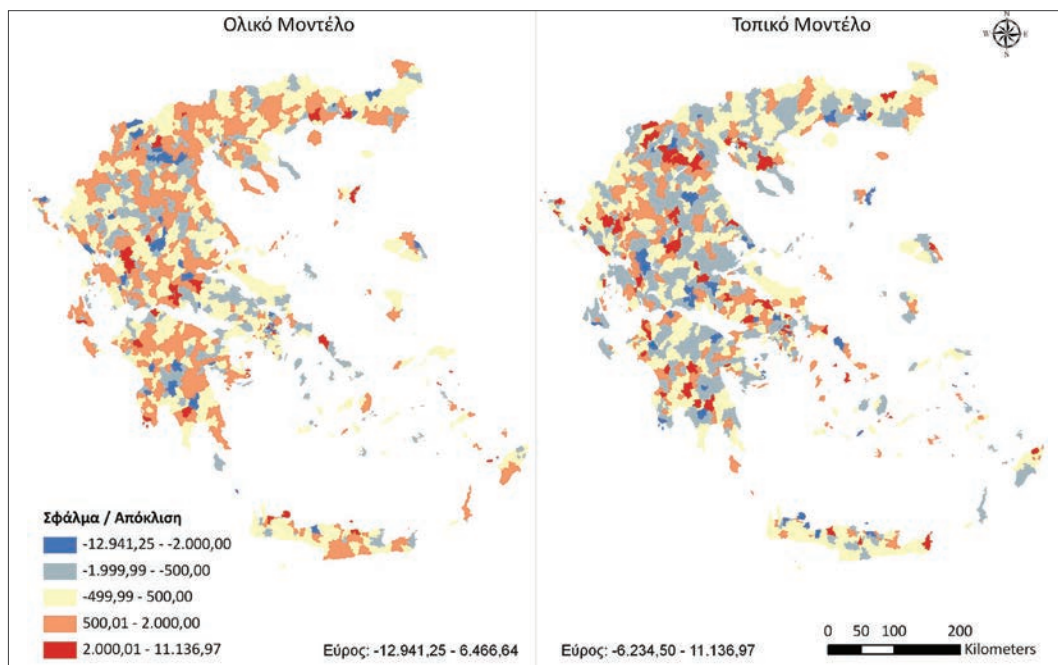 Ολικό Μοντέλο
Τοπικό Μοντέλο
N
W E
S
Σφάλμα / Απόκλιση
-12.941,25 - -2.000,00
-1.999,99 - -500,00
-499,99 - 500,00
500,01 - 2.000,00
2.000,01 - 11.136,97
Εύρος: -12.941,25 - 6.466,64
Εύρος: -6.234,50 - 11.136,97
0 50 100 200
Kilometers